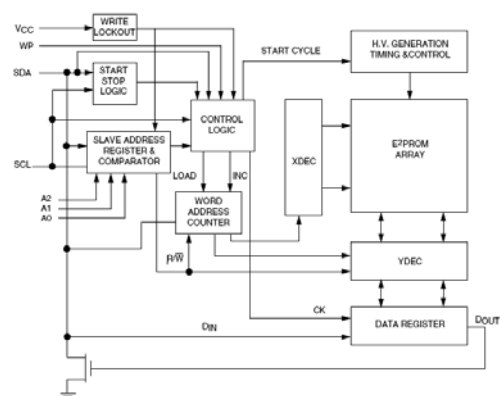 VCC
WRITE
LOCKOUT
WP
START CYCLE
H.V. GENERATION
TIMING &CONTROL
SDA
START
STOP
LOGIC
CONTROL
LOGIC
SLAVE ADDRESS
REGISTER &
COMPARATOR
SCL
XDEC
E²PROM
ARRAY
LOAD
INC
A2
A1
A0
WORD
ADDRESS
COUNTER
R/W̅
YDEC
CK
DIN
DATA REGISTER
DOUT